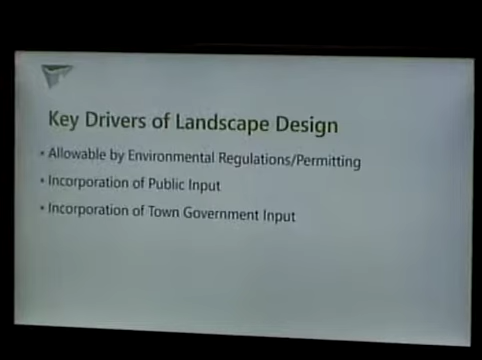 Key Drivers of Landscape Design
• Allowable by Environmental Regulations/Permitting
• Incorporation of Public Input
• Incorporation of Town Government Input